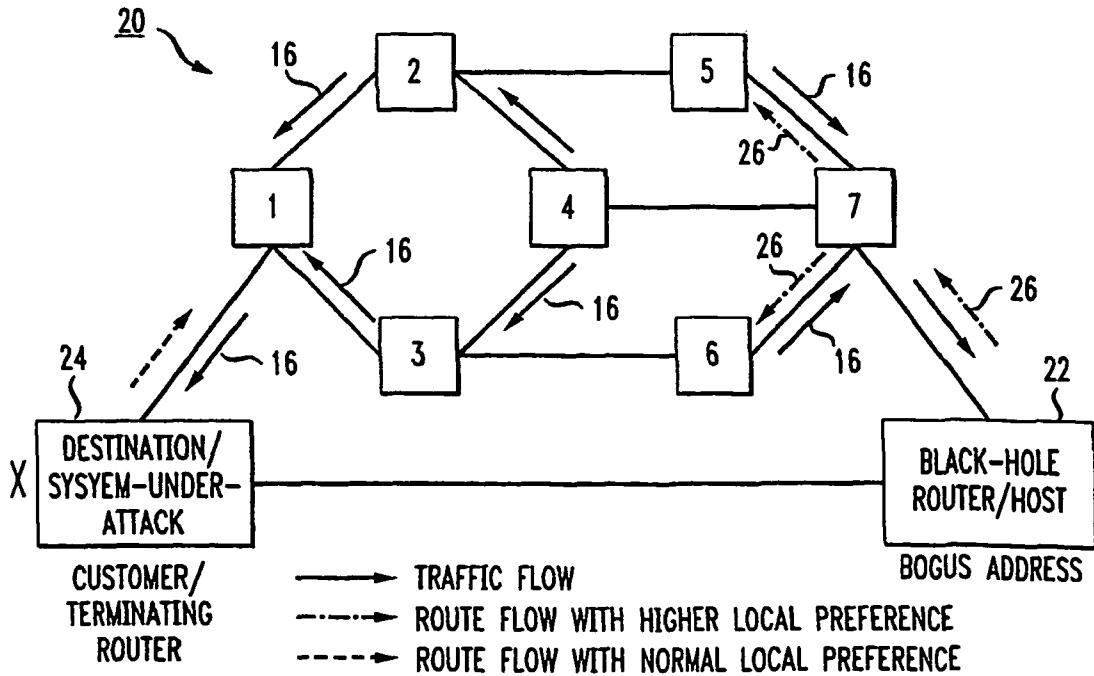 20
16
2
5
16
26
1
4
7
16
26
26
16
3
16
6
16
24
22
X
DESTINATION/
SYSYEM-UNDER-
ATTACK
BLACK-HOLE
ROUTER/HOST
CUSTOMER/
TERMINATING
ROUTER
BOGUS ADDRESS
TRAFFIC FLOW
ROUTE FLOW WITH HIGHER LOCAL PREFERENCE
ROUTE FLOW WITH NORMAL LOCAL PREFERENCE